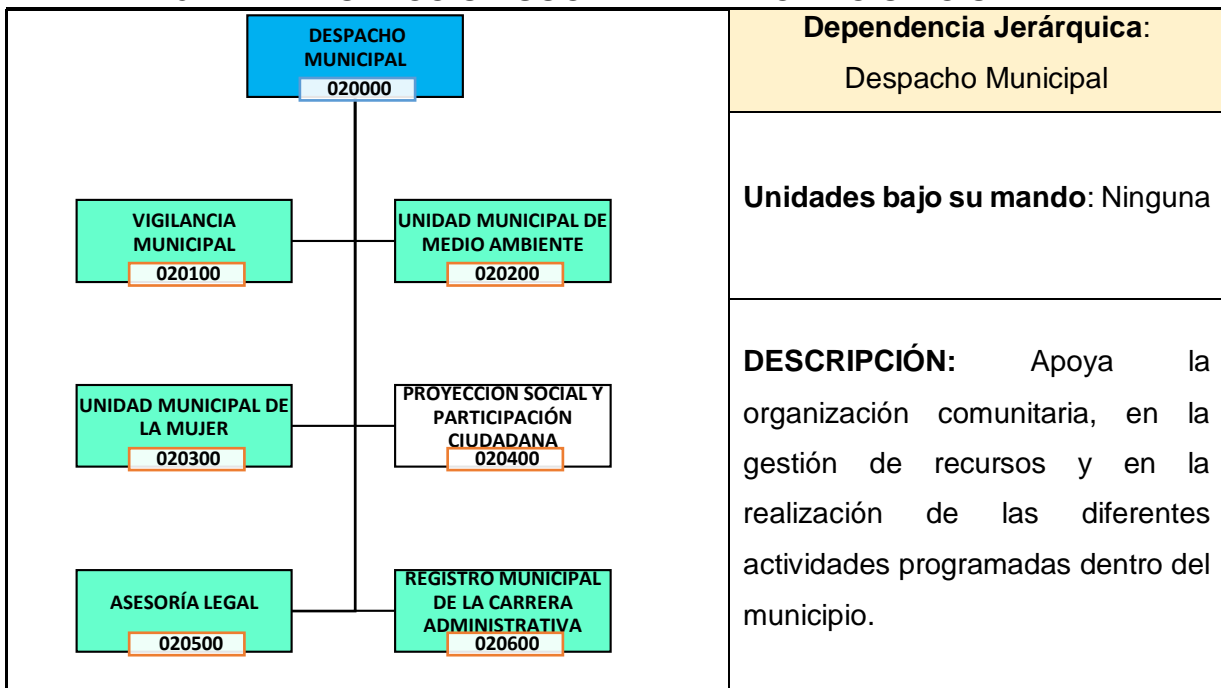 DESPACHO
MUNICIPAL
020000
VIGILANCIA
MUNICIPAL
020100
UNIDAD MUNICIPAL DE
MEDIO AMBIENTE
020200
UNIDAD MUNICIPAL DE
LA MUJER
020300
PROYECCION SOCIAL Y
PARTICIPACIÓN
CIUDADANA
020400
ASESORÍA LEGAL
020500
REGISTRO MUNICIPAL
DE LA CARRERA
ADMINISTRATIVA
020600
Dependencia Jerárquica:
Despacho Municipal
Unidades bajo su mando: Ninguna
DESCRIPCIÓN: Apoya la
organización comunitaria, en la
gestión de recursos y en la
realización de las diferentes
actividades programadas dentro del
municipio.